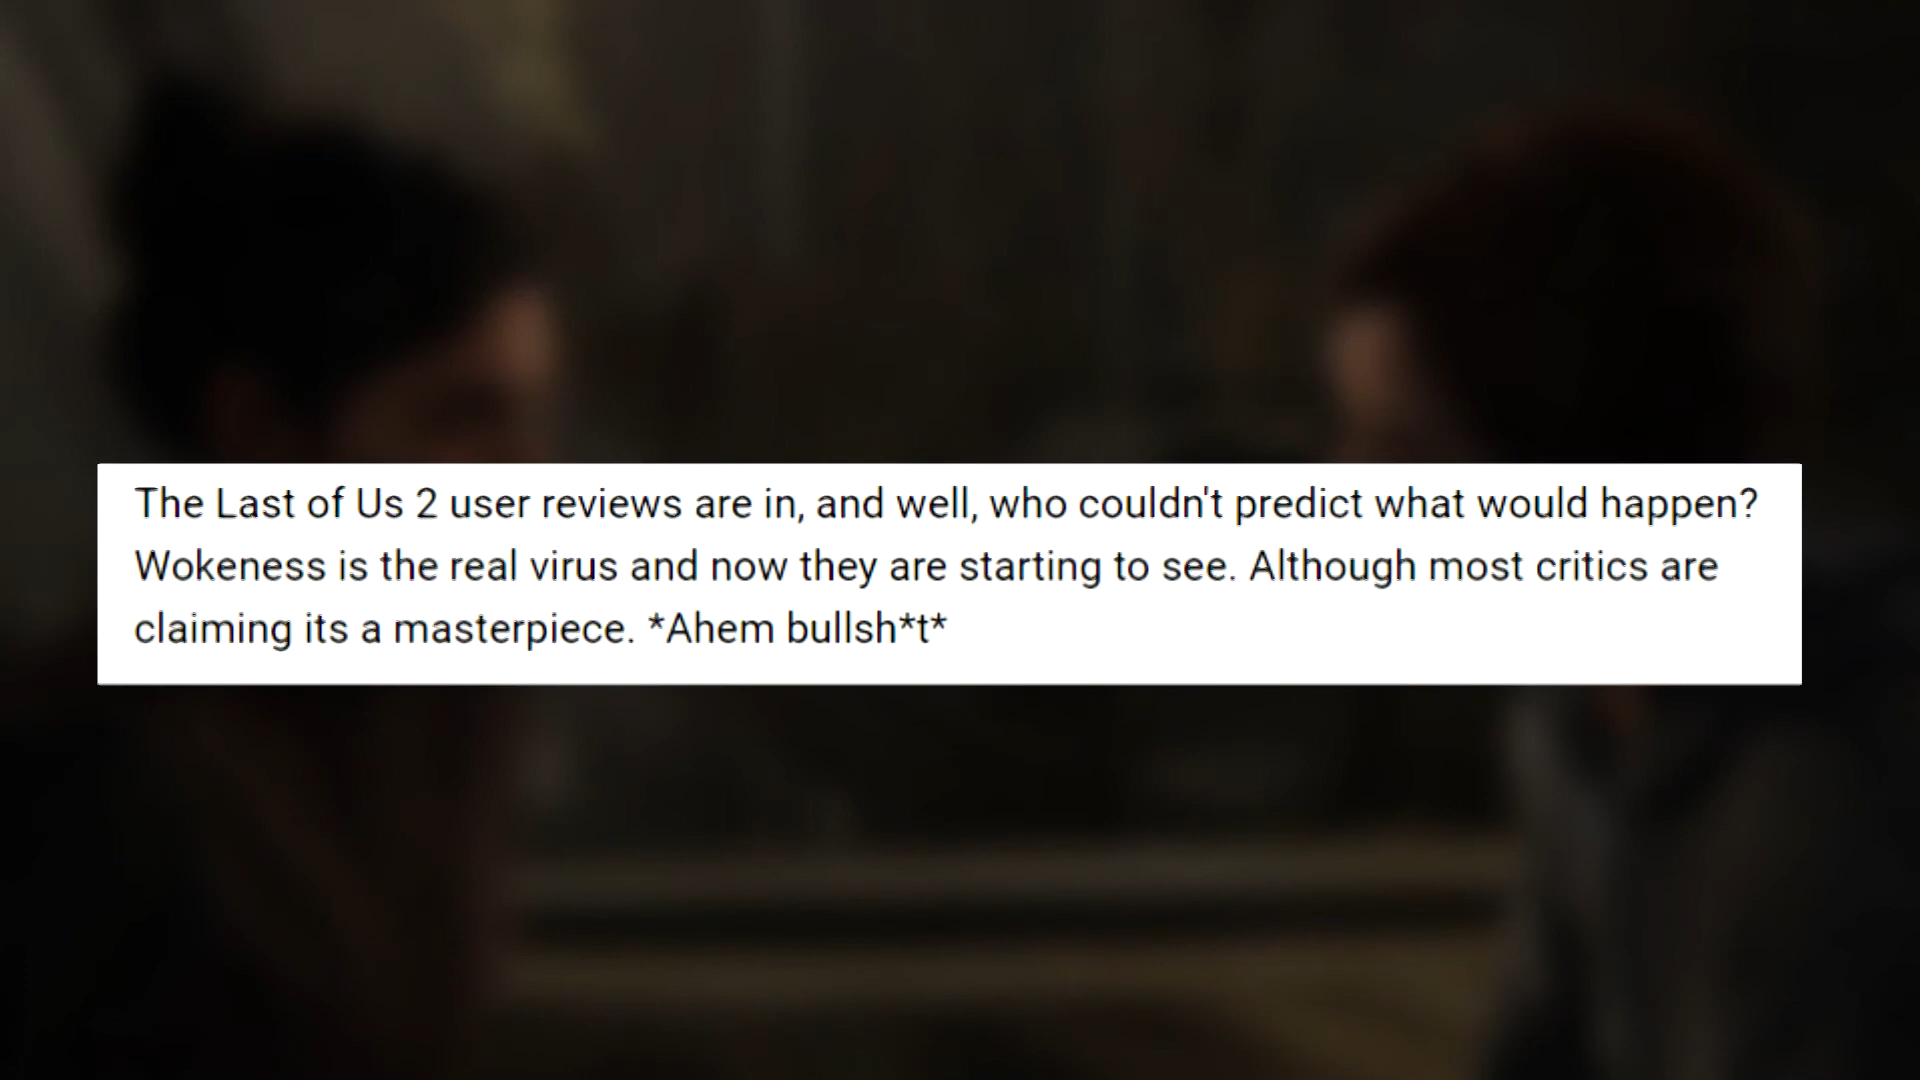 The Last of Us 2 user reviews are in, and well, who couldn't predict what would happen?
Wokeness is the real virus and now they are starting to see. Although most critics are
claiming its a masterpiece. *Ahem bullsh*t*